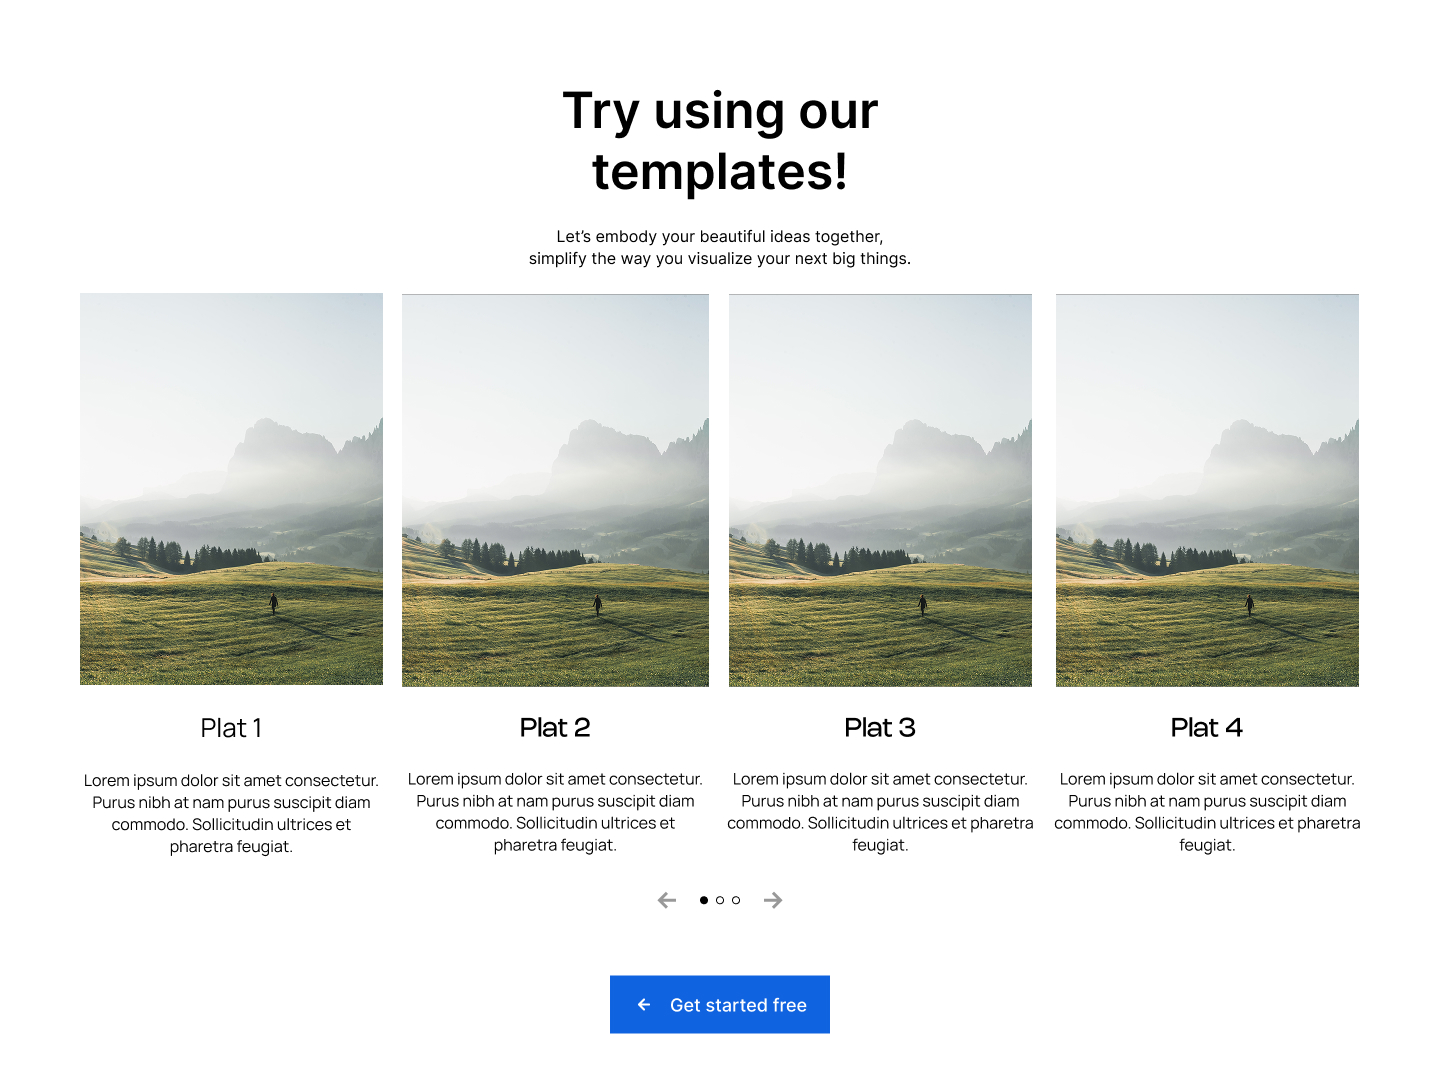 Try using our
templates!
Let’s embody your beautiful ideas together,
simplify the way you visualize your next big things.
Plat 1
Lorem ipsum dolor sit amet consectetur.
Purus nibh at nam purus suscipit diam
commodo. Sollicitudin ultrices et
pharetra feugiat.
Plat 2
Lorem ipsum dolor sit amet consectetur.
Purus nibh at nam purus suscipit diam
commodo. Sollicitudin ultrices et
pharetra feugiat.
Plat 3
Lorem ipsum dolor sit amet consectetur.
Purus nibh at nam purus suscipit diam
commodo. Sollicitudin ultrices et pharetra
feugiat.
Plat 4
Lorem ipsum dolor sit amet consectetur.
Purus nibh at nam purus suscipit diam
commodo. Sollicitudin ultrices et pharetra
feugiat.
Get started free